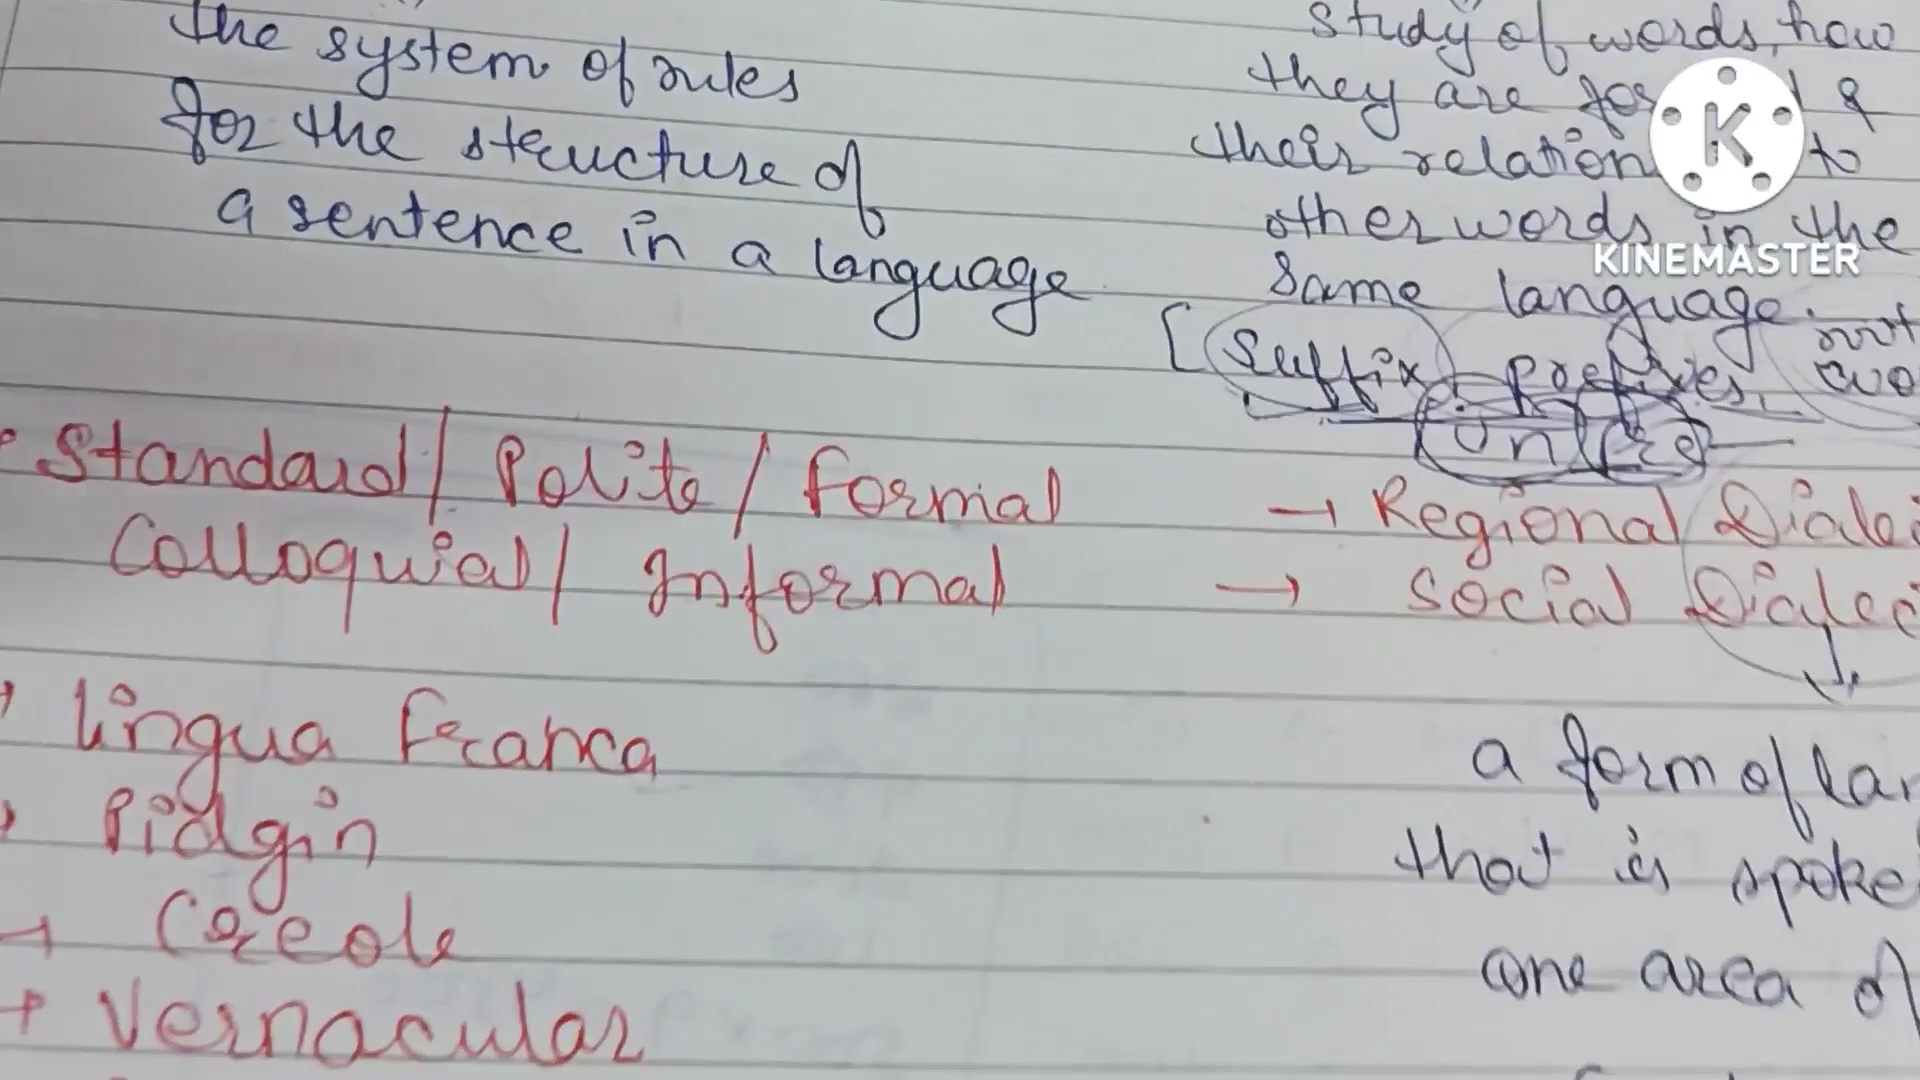 the system of rules
for the structure of
a sentence in a language
study of words, how
they are &
their relation to
other words in the
same language.
[Suffix, Prefixes,
Standard / Polite / Formal
Colloquial / Informal
→ Regional
→ Social
Lingua Franca
Pidgin
→ Creole
→ Vernacular
a form of
that is
one area of
K
KINEMASTER